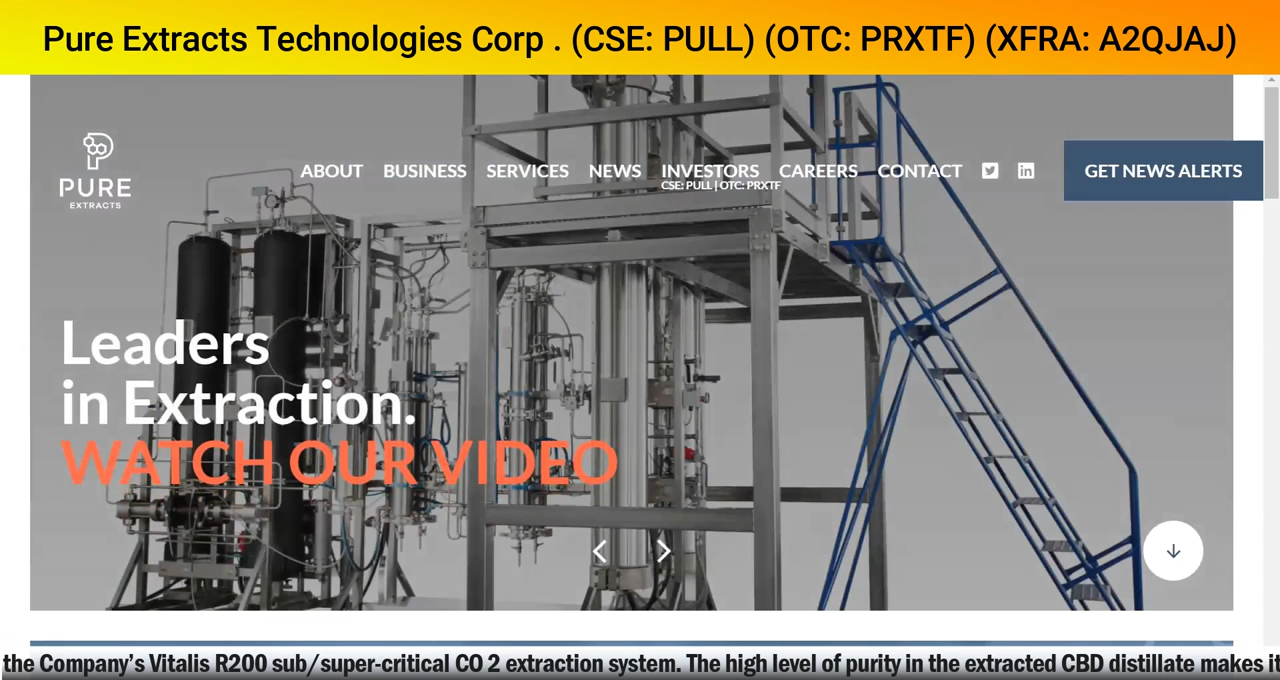 Pure Extracts Technologies Corp . (CSE: PULL) (OTC: PRXTF) (XFRA: A2QJAJ)
PURE
EXTRACTS
ABOUT BUSINESS SERVICES NEWS INVESTORS CAREERS CONTACT GET NEWS ALERTS
CSE: PULL | OTC: PRXTF
Leaders
in Extraction.
WATCH OUR VIDEO
the Company’s Vitalis R200 sub/super-critical CO 2 extraction system. The high level of purity in the extracted CBD distillate makes it